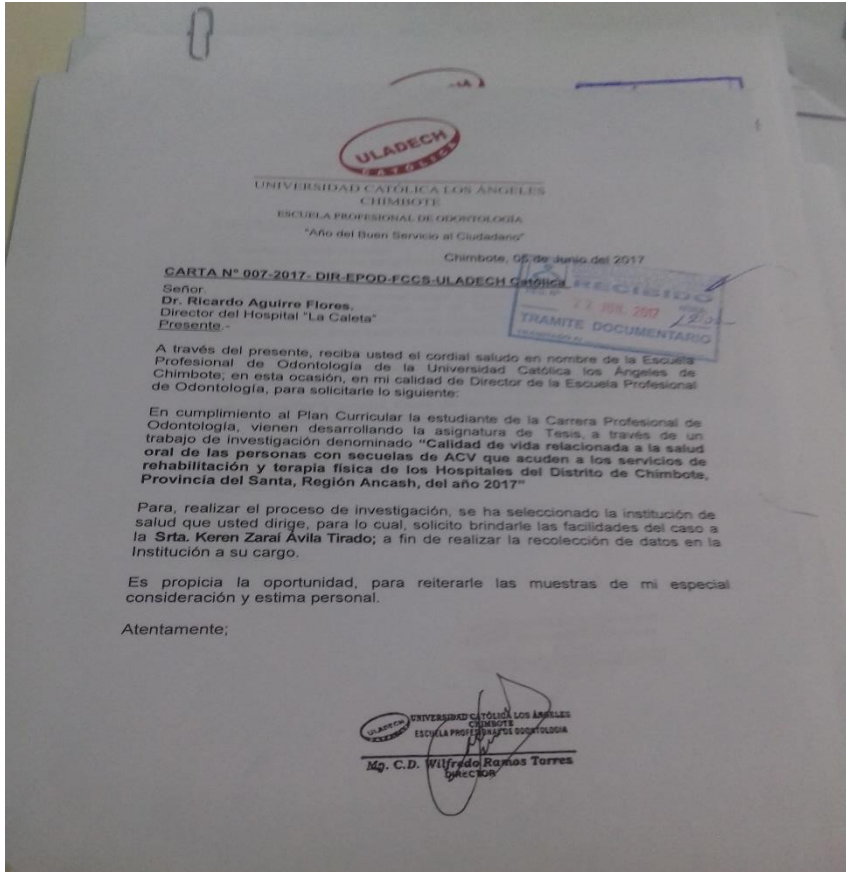 ULADECH
CATÓLICA
UNIVERSIDAD CATÓLICA LOS ÁNGELES
CHIMBOTE
ESCUELA PROFESIONAL DE ODONTOLOGÍA
"Año del Buen Servicio al Ciudadano"
Chimbote, 05 de Junio del 2017
CARTA N° 007-2017- DIR-EPOD-FCCS-ULADECH Católica
RECIBIDO
2017
TRAMITE DOCUMENTARIO
Señor.
Dr. Ricardo Aguirre Flores.
Director del Hospital "La Caleta"
Presente.-
A través del presente, reciba usted el cordial saludo en nombre de la Escuela
Profesional de Odontología de la Universidad Católica los Ángeles de
Chimbote; en esta ocasión, en mi calidad de Director de la Escuela Profesional
de Odontología, para solicitarle lo siguiente:
En cumplimiento al Plan Curricular la estudiante de la Carrera Profesional de
Odontología, vienen desarrollando la asignatura de Tesis, a través de un
trabajo de investigación denominado "Calidad de vida relacionada a la salud
oral de las personas con secuelas de ACV que acuden a los servicios de
rehabilitación y terapia física de los Hospitales del Distrito de Chimbote,
Provincia del Santa, Región Ancash, del año 2017"
Para, realizar el proceso de investigación, se ha seleccionado la institución de
salud que usted dirige, para lo cual, solicito brindarle las facilidades del caso a
la Srta. Keren Zaraí Ávila Tirado; a fin de realizar la recolección de datos en la
Institución a su cargo.
Es propicia la oportunidad, para reiterarle las muestras de mi especial
consideración y estima personal.
Atentamente;
ULADECH
UNIVERSIDAD CATÓLICA LOS ÁNGELES
CHIMBOTE
ESCUELA PROFESIONAL DE ODONTOLOGIA
Mg. C.D. Wilfredo Ramos Torres
DIRECTOR